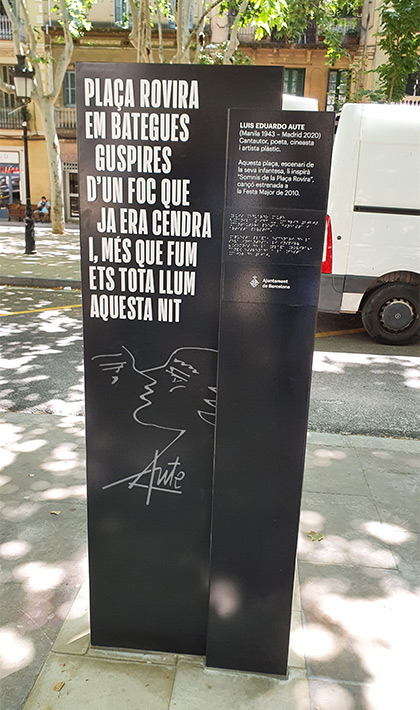 PLAÇA ROVIRA
EM BATEGUES
GUSPIRES
D'UN FOC QUE
JA ERA CENDRA
I, MÉS QUE FUM
ETS TOTA LLUM
AQUESTA NIT
Aute
LUIS EDUARDO AUTE
(Manila 1943 – Madrid 2020)
Cantautor, poeta, cineasta
i artista plàstic.
Aquesta plaça, escenari de
la seva infantesa, li inspirà
"Somnis de la Plaça Rovira",
cançó estrenada a
la Festa Major de 2010.
Ajuntament
de Barcelona